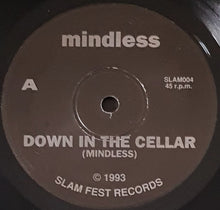 mindless
A
SLAM004
45 r.p.m.
DOWN IN THE CELLAR
(MINDLESS)
© 1993
SLAM FEST RECORDS